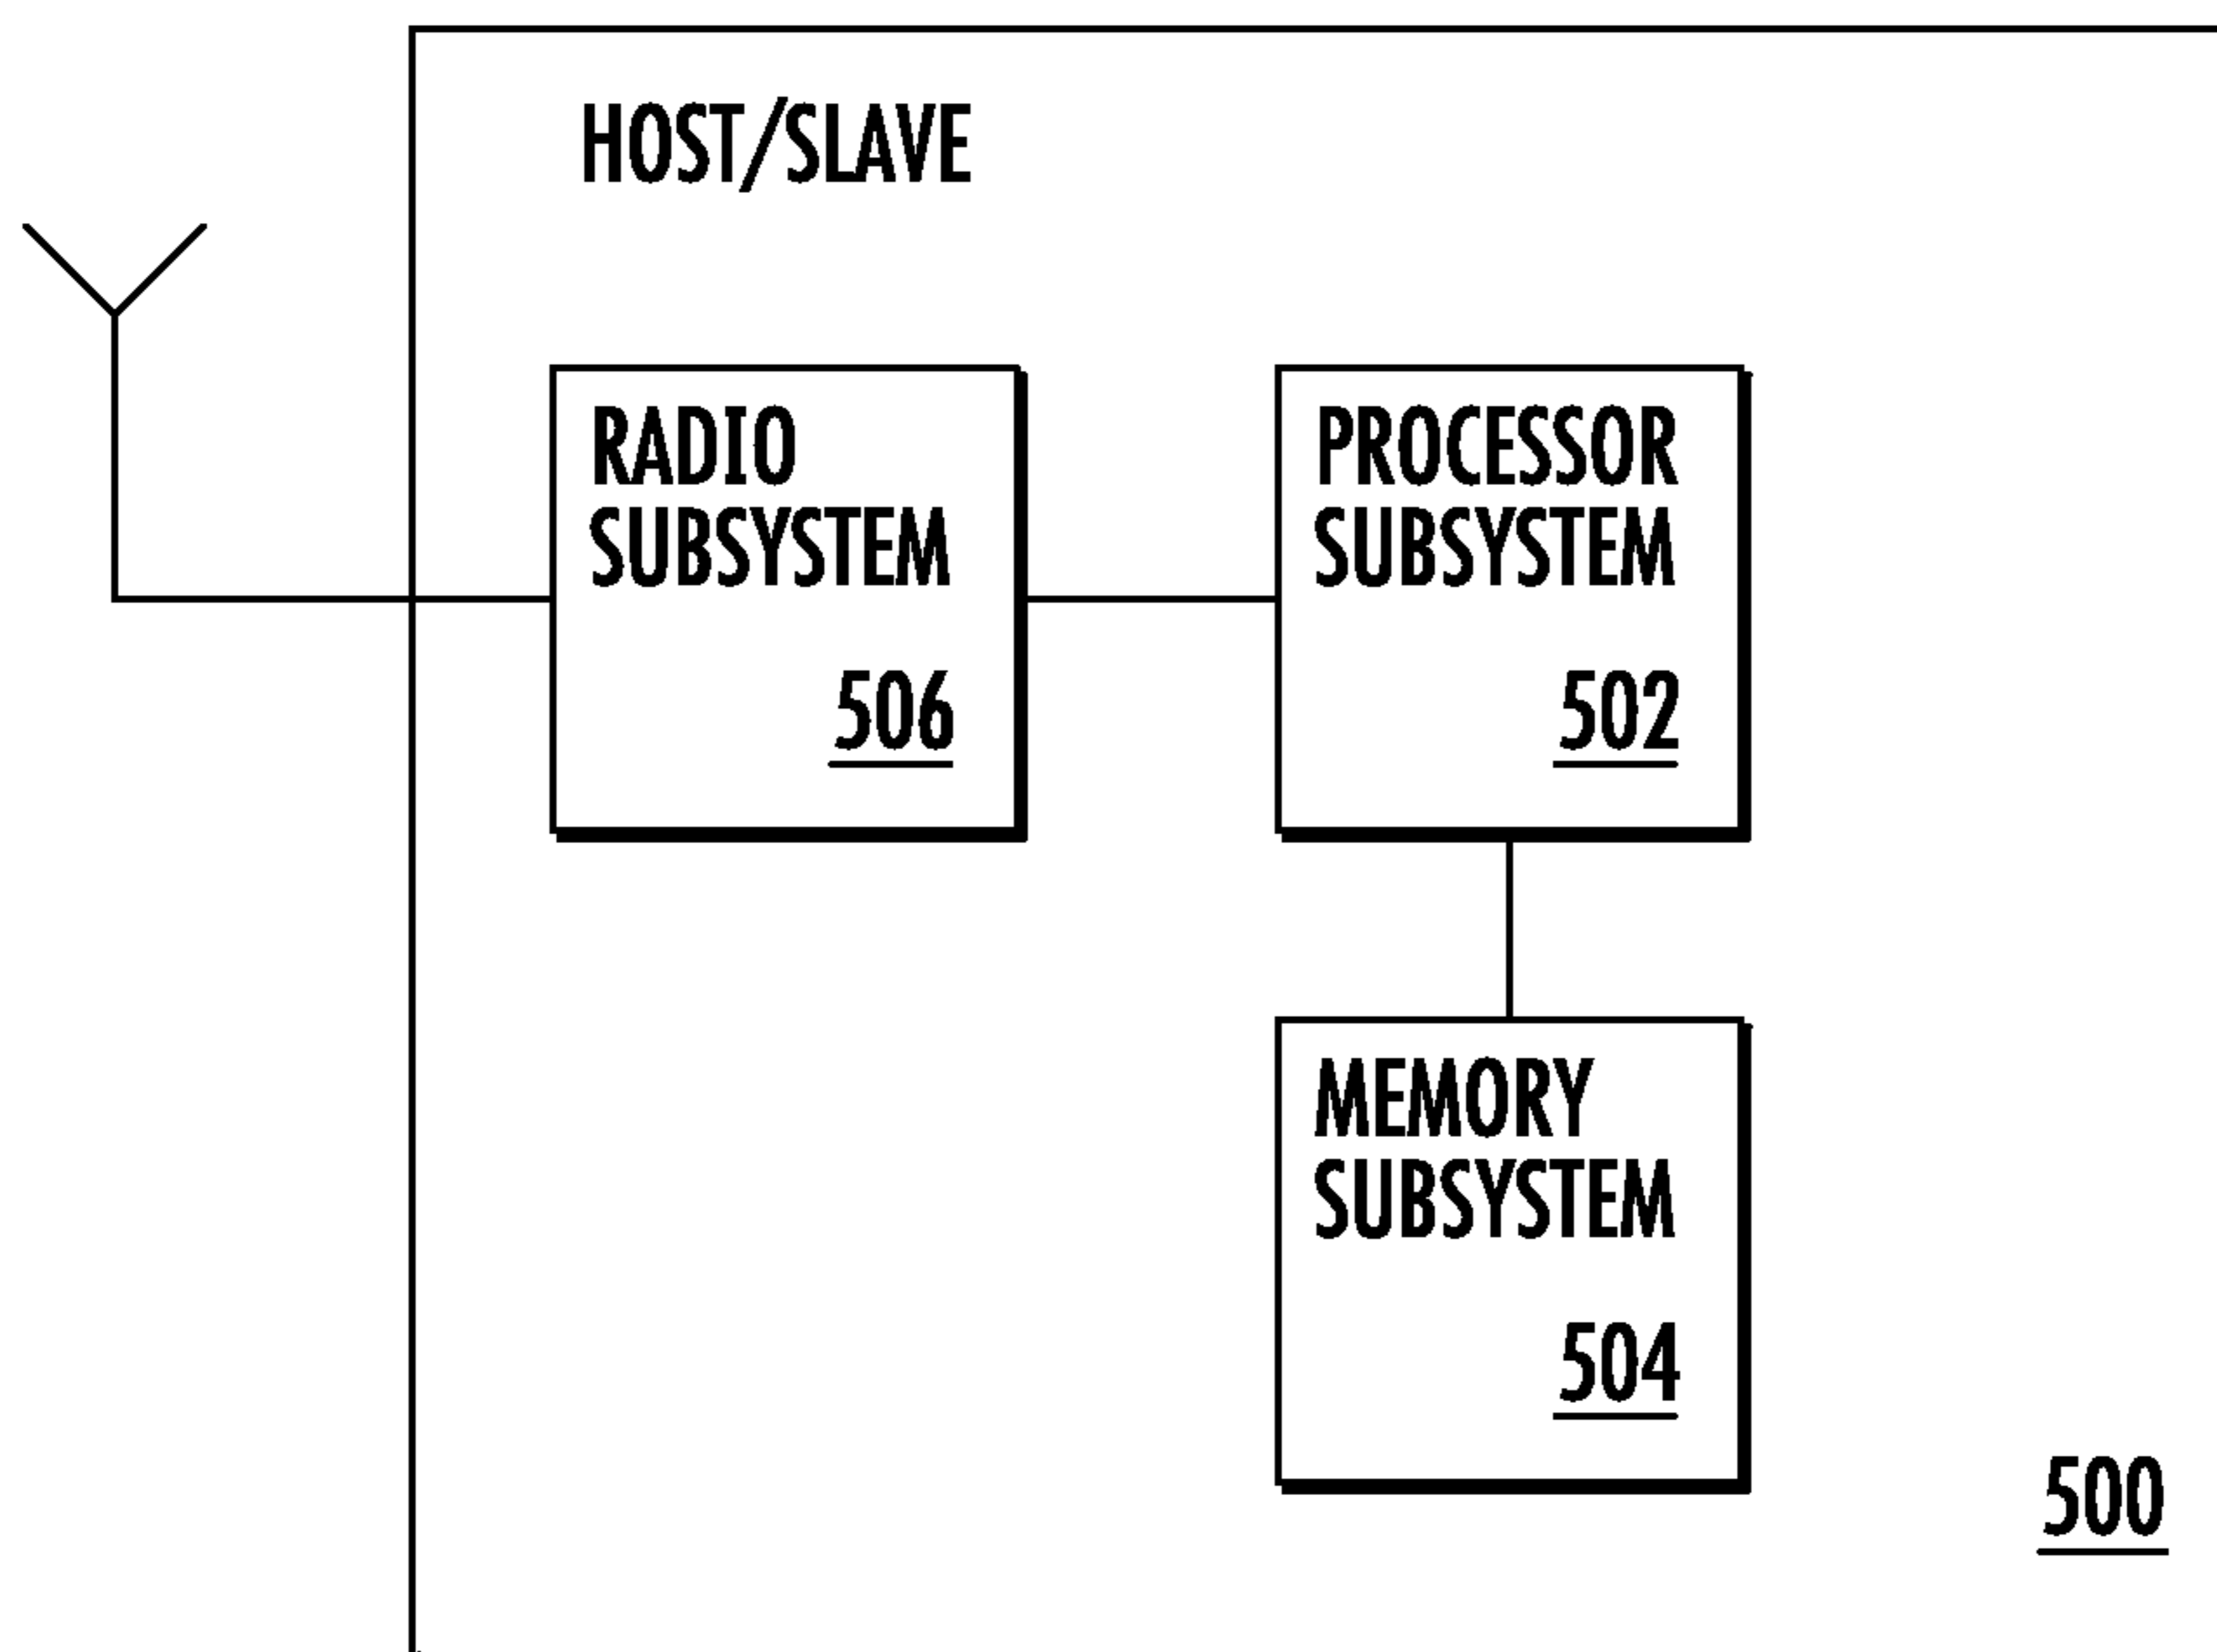 HOST/SLAVE
RADIO
SUBSYSTEM
506
PROCESSOR
SUBSYSTEM
502
MEMORY
SUBSYSTEM
504
500